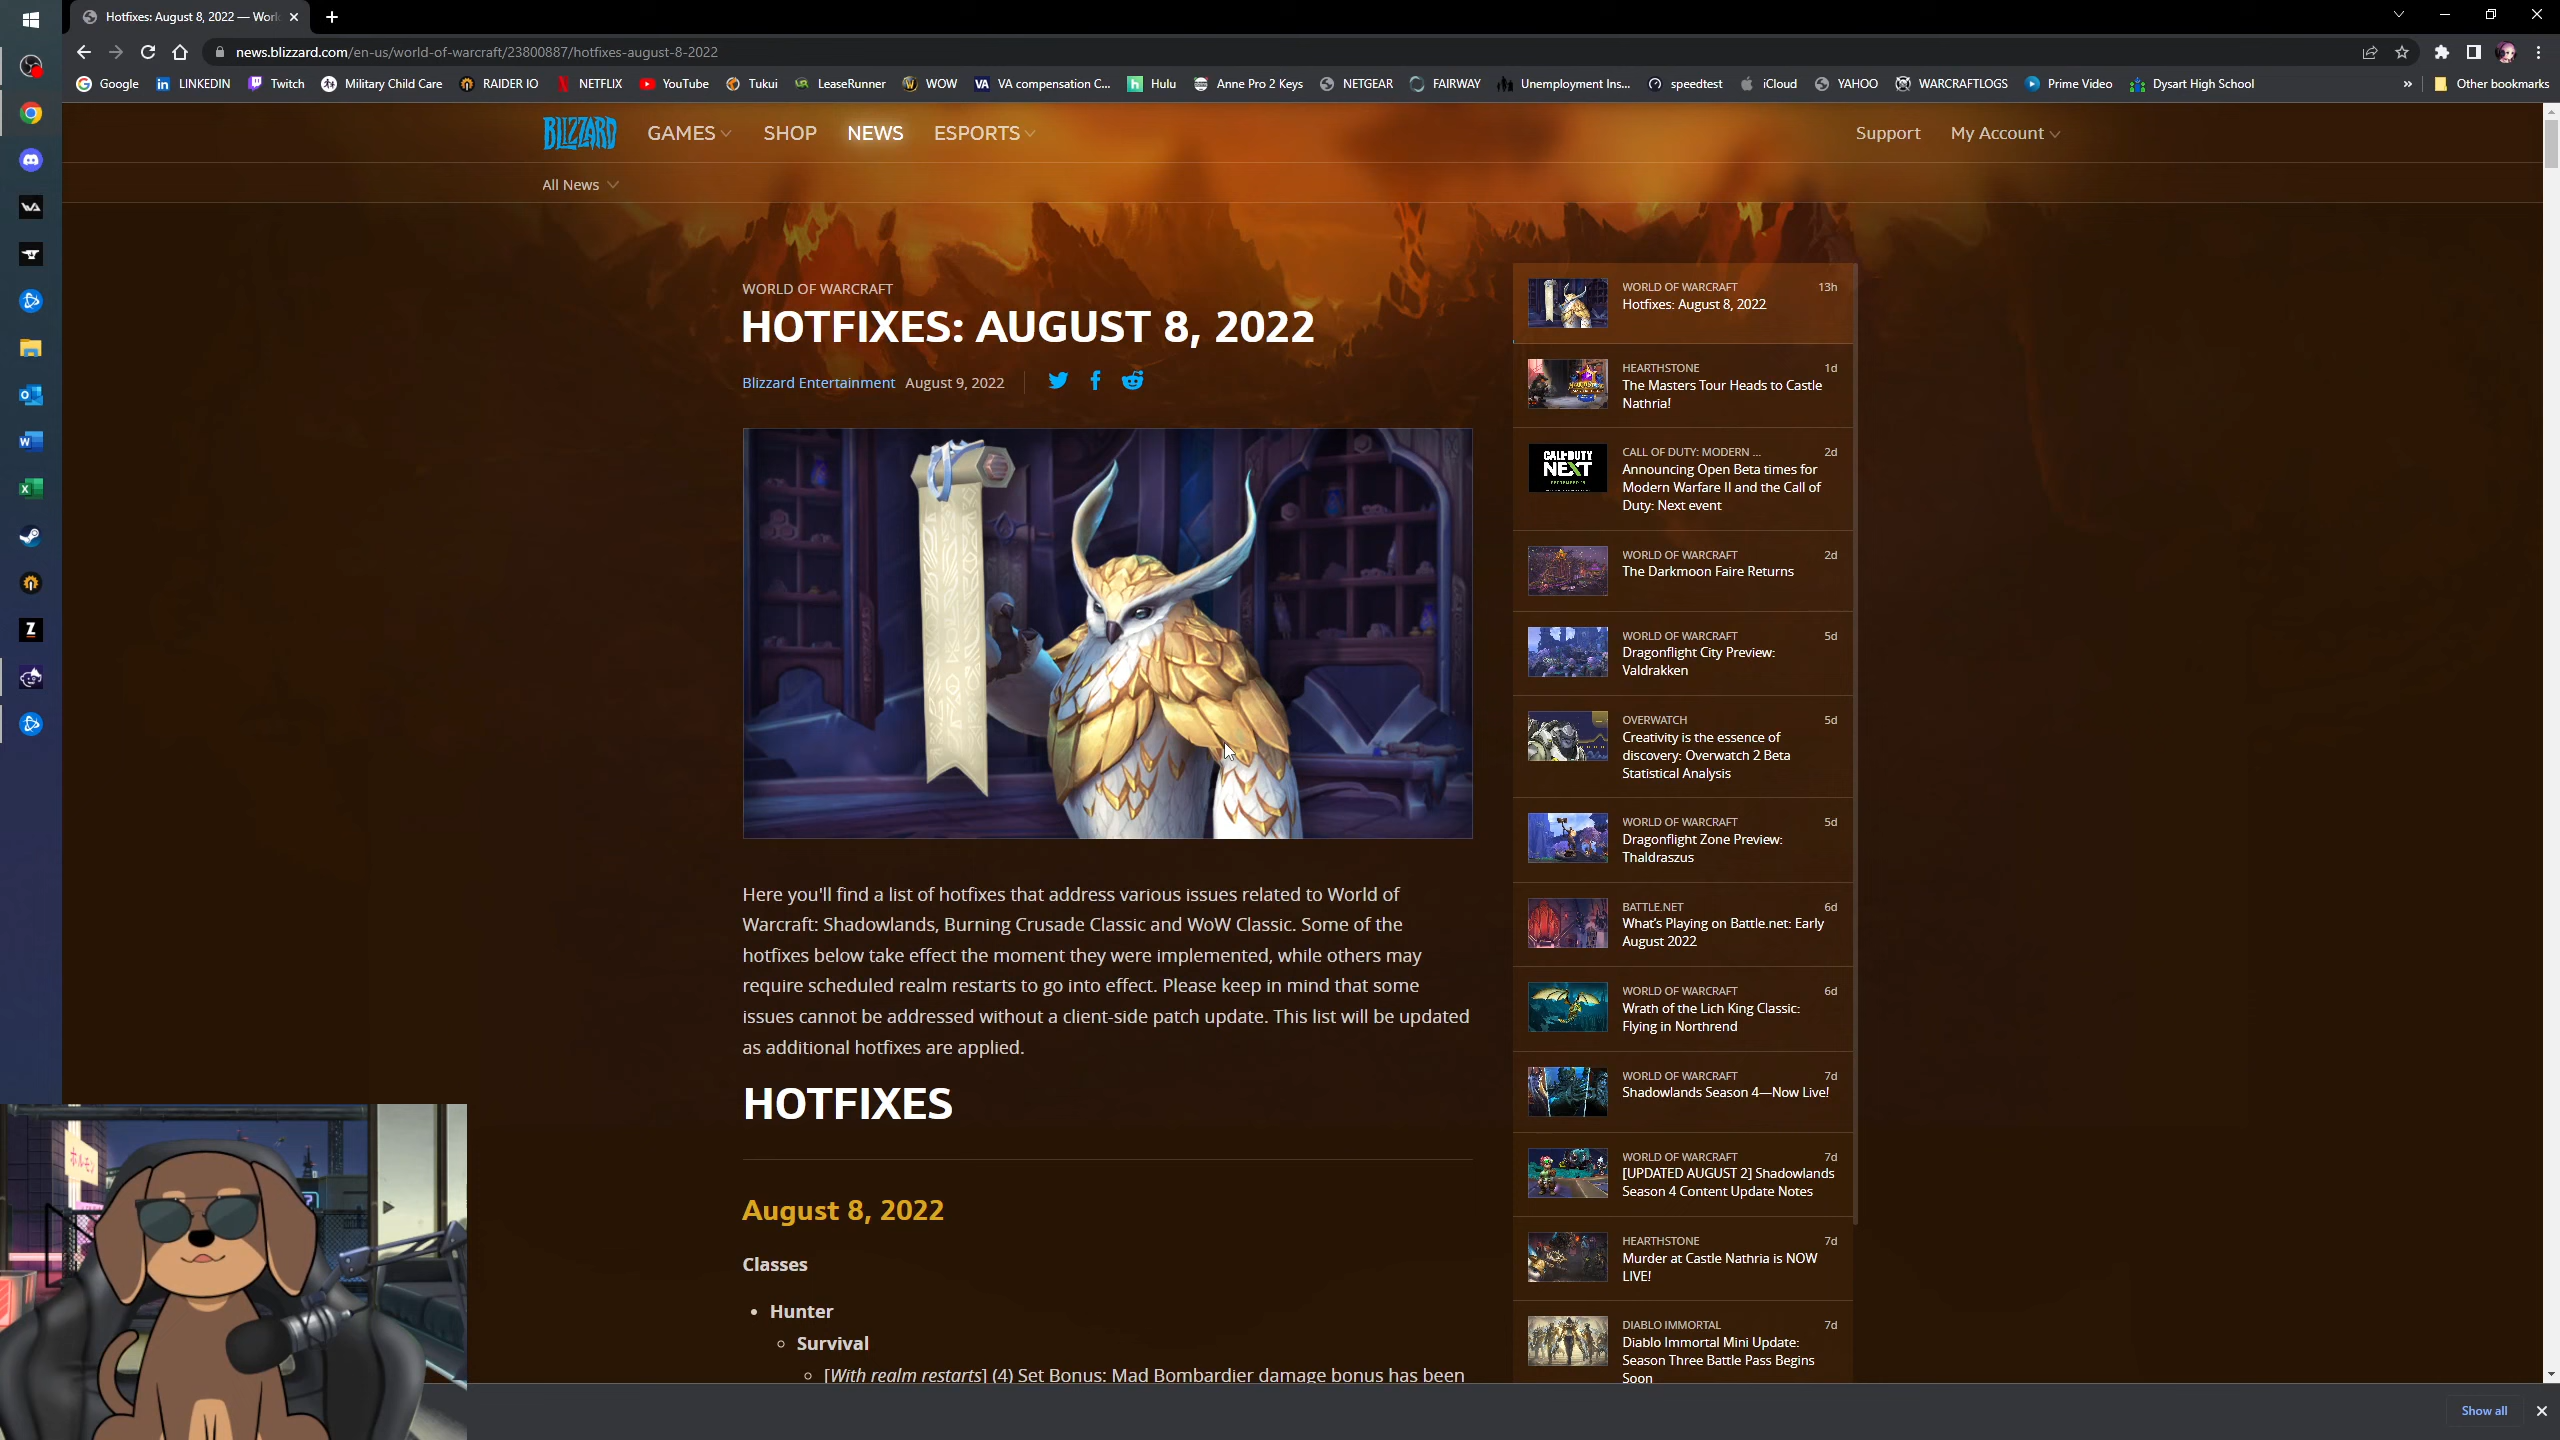 Hotfixes: August 8, 2022 — Worl
news.blizzard.com/en-us/world-of-warcraft/23800887/hotfixes-august-8-2022
Google LINKEDIN Twitch Military Child Care RAIDER IO NETFLIX YouTube Tukui LeaseRunner WOW VA compensation C... Hulu Anne Pro 2 Keys NETGEAR FAIRWAY Unemployment Ins... speedtest iCloud YAHOO WARCRAFTLOGS Prime Video Dysart High School » Other bookmarks
BLIZZARD GAMES SHOP NEWS ESPORTS Support My Account
All News
WORLD OF WARCRAFT
HOTFIXES: AUGUST 8, 2022
Blizzard Entertainment August 9, 2022
Here you'll find a list of hotfixes that address various issues related to World of
Warcraft: Shadowlands, Burning Crusade Classic and WoW Classic. Some of the
hotfixes below take effect the moment they were implemented, while others may
require scheduled realm restarts to go into effect. Please keep in mind that some
issues cannot be addressed without a client-side patch update. This list will be updated
as additional hotfixes are applied.
HOTFIXES
August 8, 2022
Classes
• Hunter
Survival
[With realm restarts] (4) Set Bonus: Mad Bombardier damage bonus has been
WORLD OF WARCRAFT 13h
Hotfixes: August 8, 2022
HEARTHSTONE 1d
The Masters Tour Heads to Castle
Nathria!
CALL OF DUTY: MODERN ... 2d
Announcing Open Beta times for
Modern Warfare II and the Call of
Duty: Next event
CALL OF DUTY
NEXT
WORLD OF WARCRAFT 2d
The Darkmoon Faire Returns
WORLD OF WARCRAFT 5d
Dragonflight City Preview:
Valdrakken
OVERWATCH 5d
Creativity is the essence of
discovery: Overwatch 2 Beta
Statistical Analysis
WORLD OF WARCRAFT 5d
Dragonflight Zone Preview:
Thaldraszus
BATTLE.NET 6d
What's Playing on Battle.net: Early
August 2022
WORLD OF WARCRAFT 6d
Wrath of the Lich King Classic:
Flying in Northrend
WORLD OF WARCRAFT 7d
Shadowlands Season 4—Now Live!
WORLD OF WARCRAFT 7d
[UPDATED AUGUST 2] Shadowlands
Season 4 Content Update Notes
HEARTHSTONE 7d
Murder at Castle Nathria is NOW
LIVE!
DIABLO IMMORTAL 7d
Diablo Immortal Mini Update:
Season Three Battle Pass Begins
Soon
ホルモン
Show all